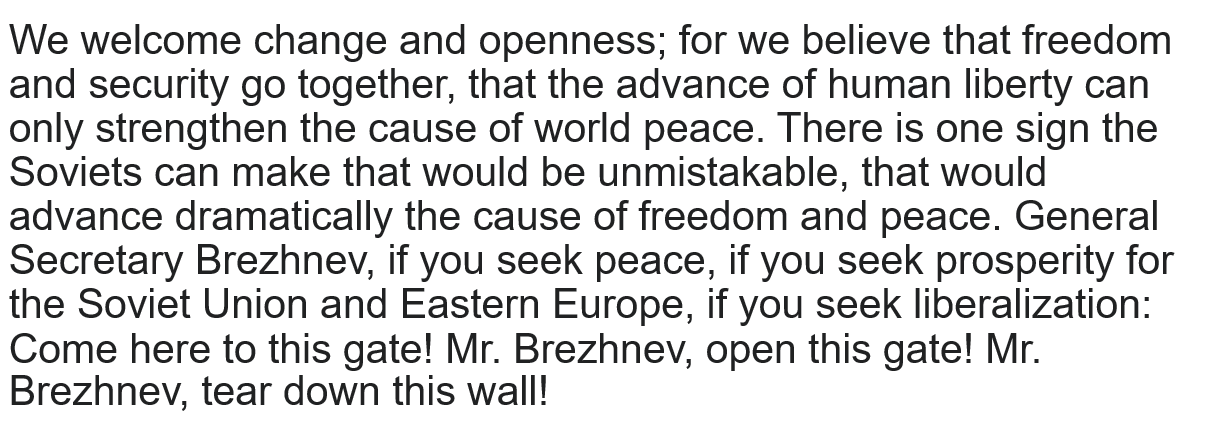 We welcome change and openness; for we believe that freedom
and security go together, that the advance of human liberty can
only strengthen the cause of world peace. There is one sign the
Soviets can make that would be unmistakable, that would
advance dramatically the cause of freedom and peace. General
Secretary Brezhnev, if you seek peace, if you seek prosperity for
the Soviet Union and Eastern Europe, if you seek liberalization:
Come here to this gate! Mr. Brezhnev, open this gate! Mr.
Brezhnev, tear down this wall!